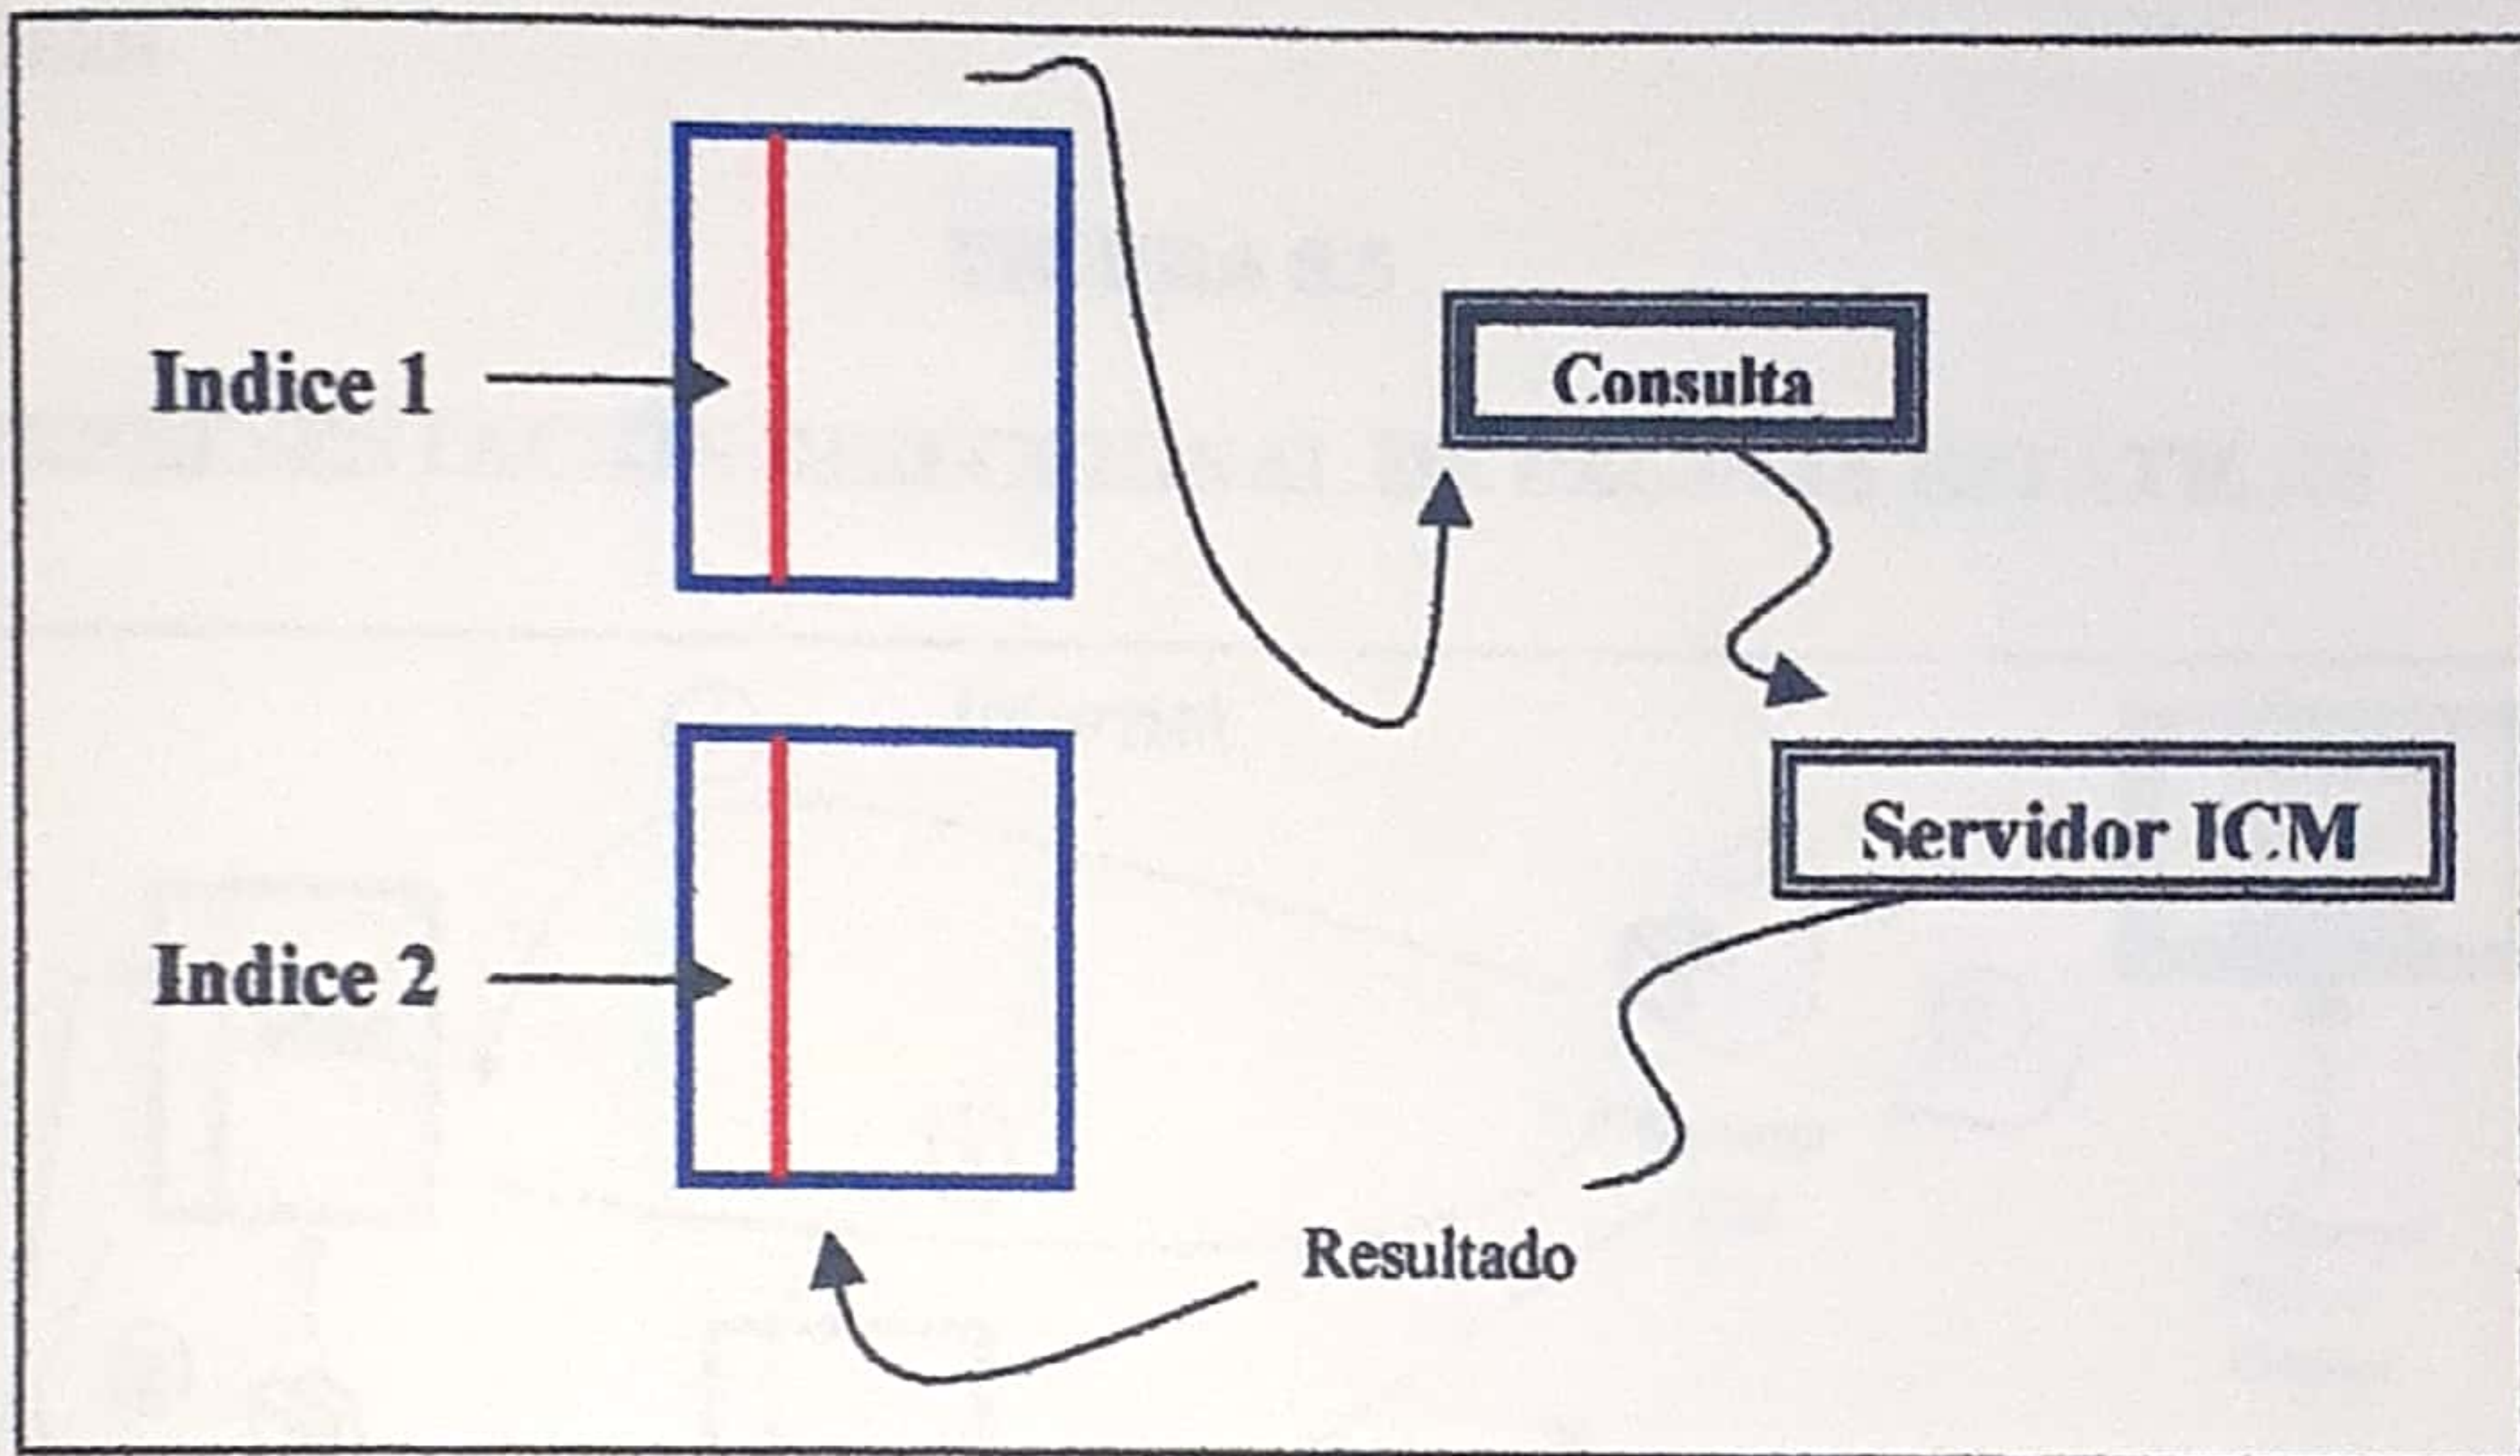 Indice 1
Consulta
Servidor ICM
Indice 2
Resultado